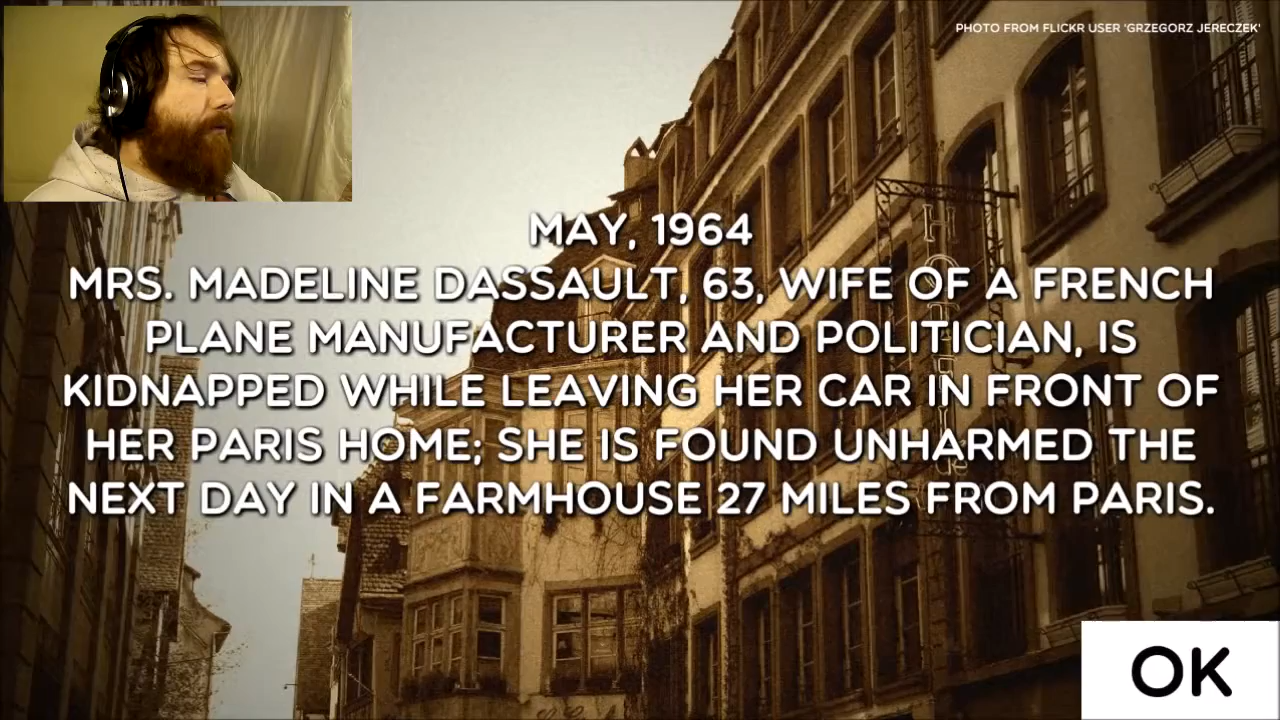 PHOTO FROM FLICKR USER 'GRZEGORZ JERECZEK'
MAY, 1964
MRS. MADELINE DASSAULT, 63, WIFE OF A FRENCH
PLANE MANUFACTURER AND POLITICIAN, IS
KIDNAPPED WHILE LEAVING HER CAR IN FRONT OF
HER PARIS HOME; SHE IS FOUND UNHARMED THE
NEXT DAY IN A FARMHOUSE 27 MILES FROM PARIS.
OK